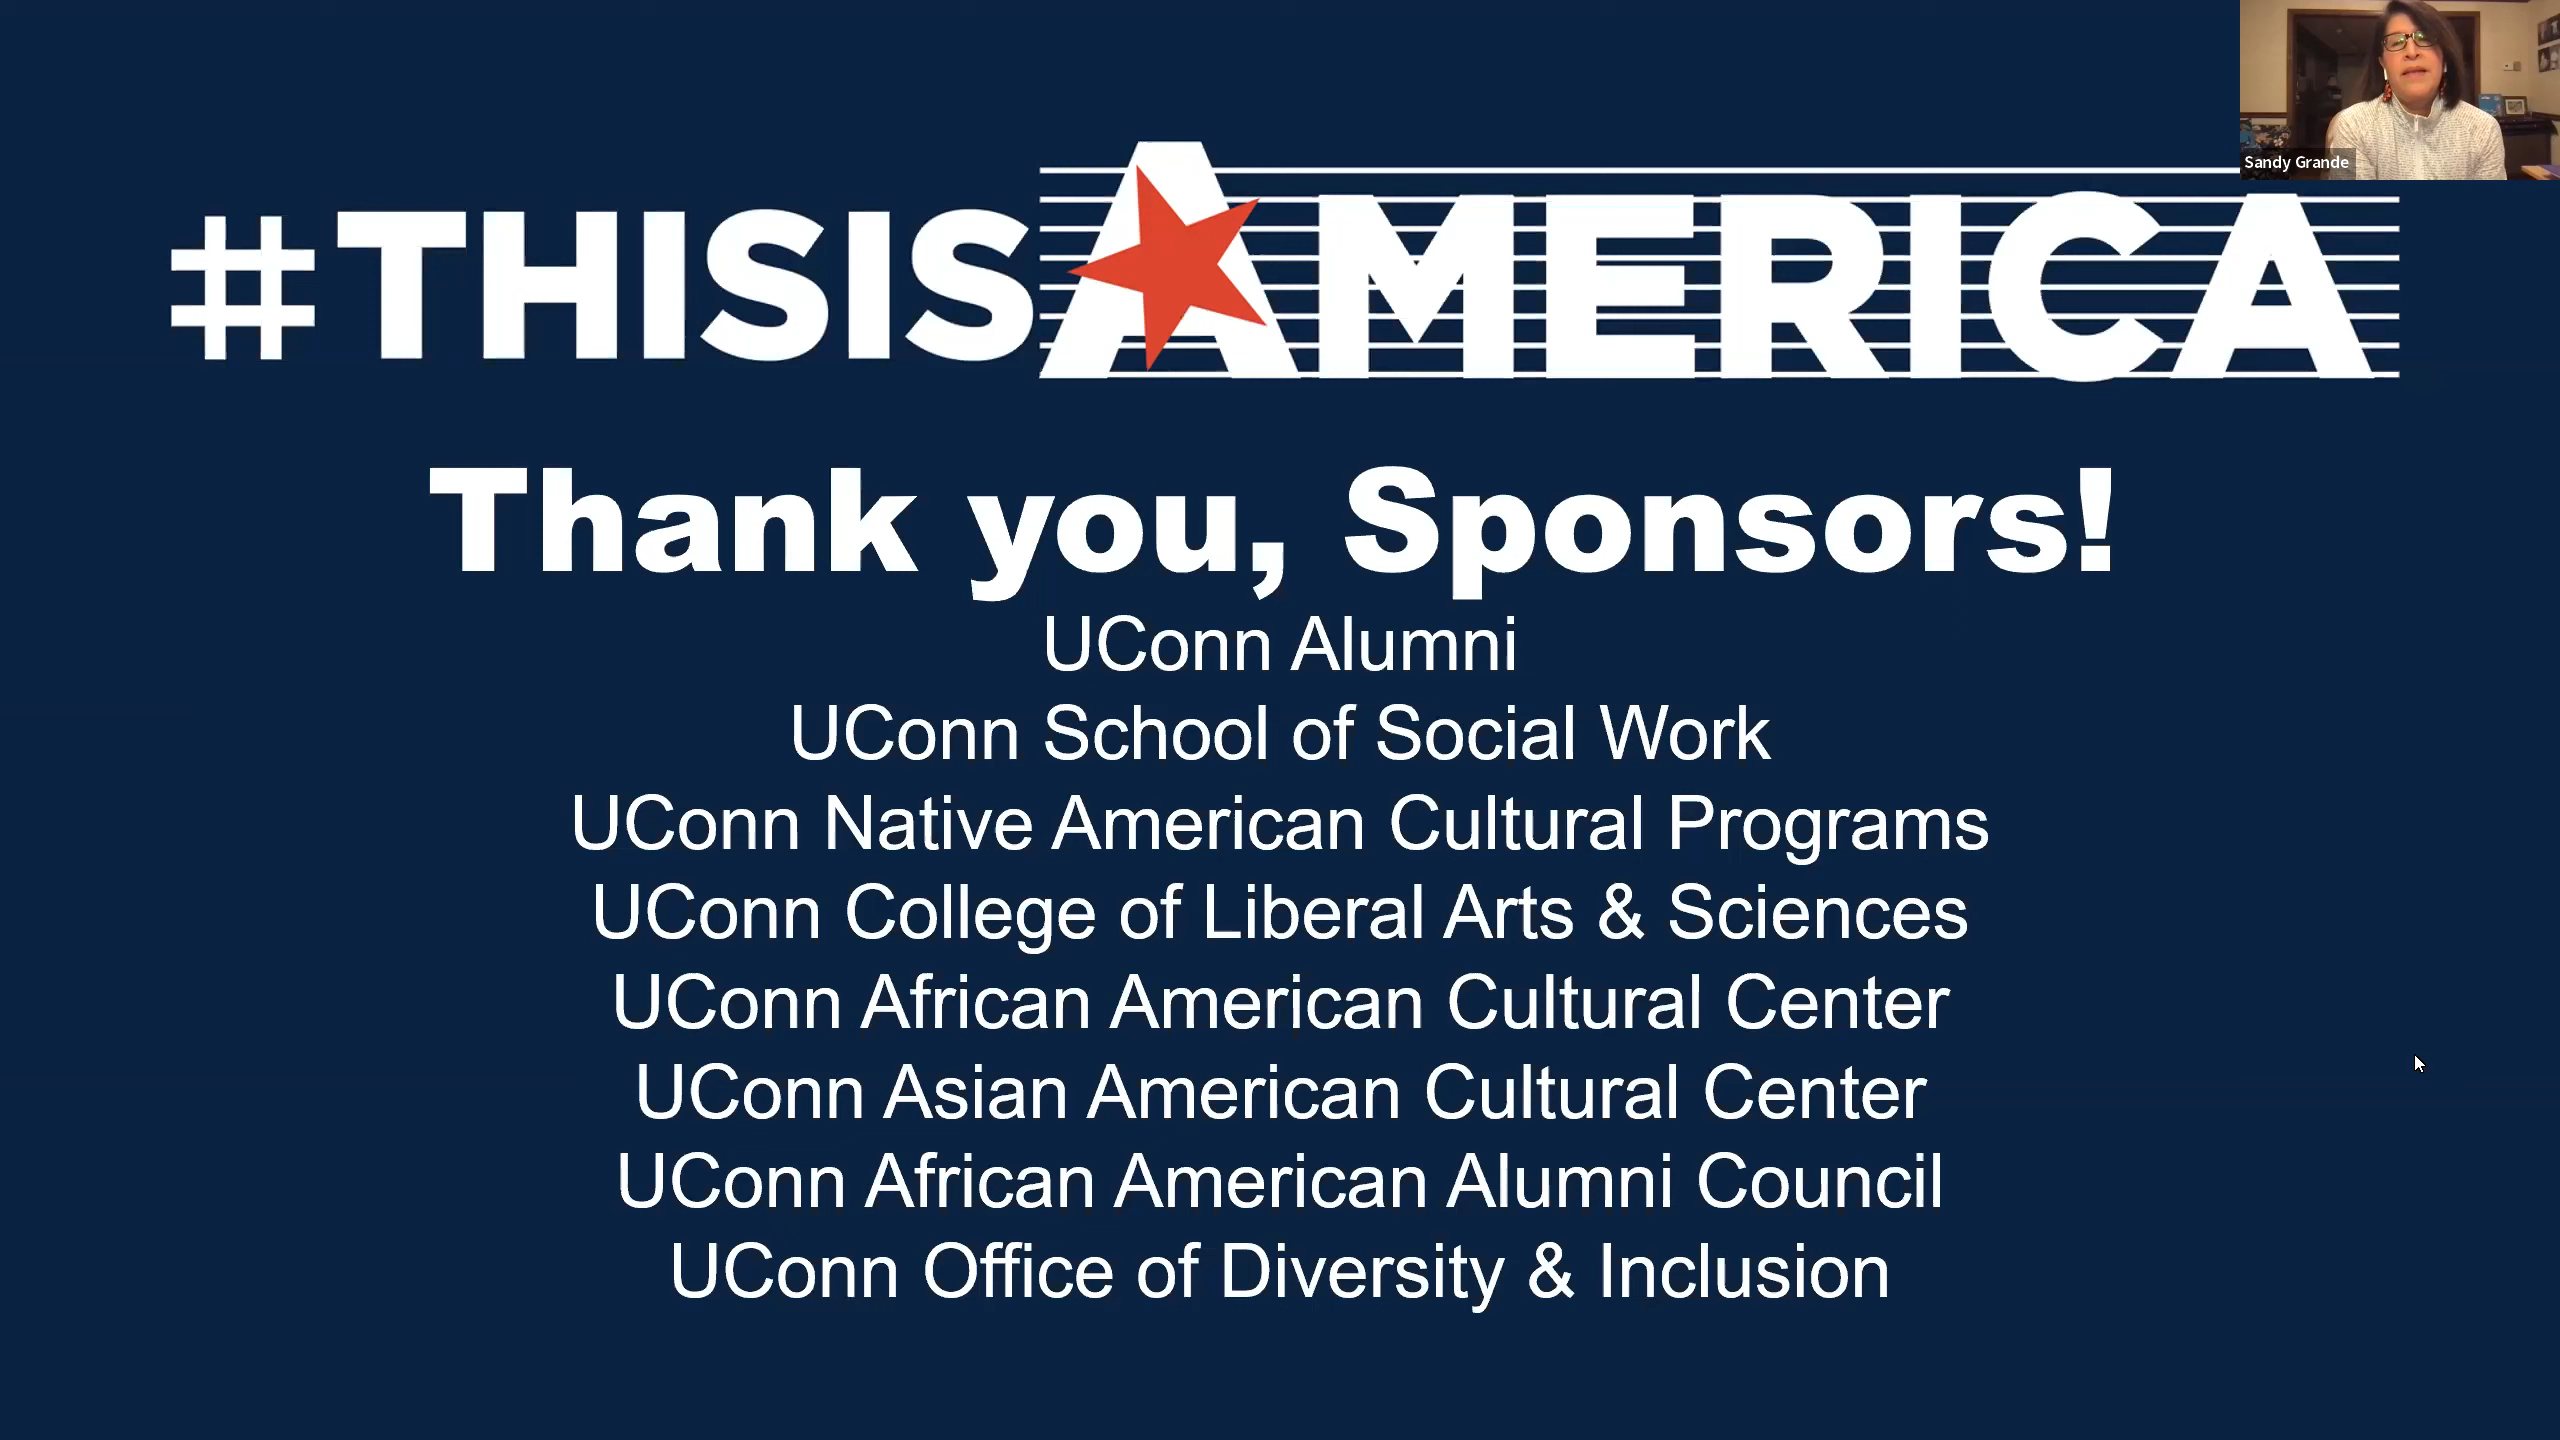 Sandy Grande
#THISISAMERICA
Thank you, Sponsors!
UConn Alumni
UConn School of Social Work
UConn Native American Cultural Programs
UConn College of Liberal Arts & Sciences
UConn African American Cultural Center
UConn Asian American Cultural Center
UConn African American Alumni Council
UConn Office of Diversity & Inclusion